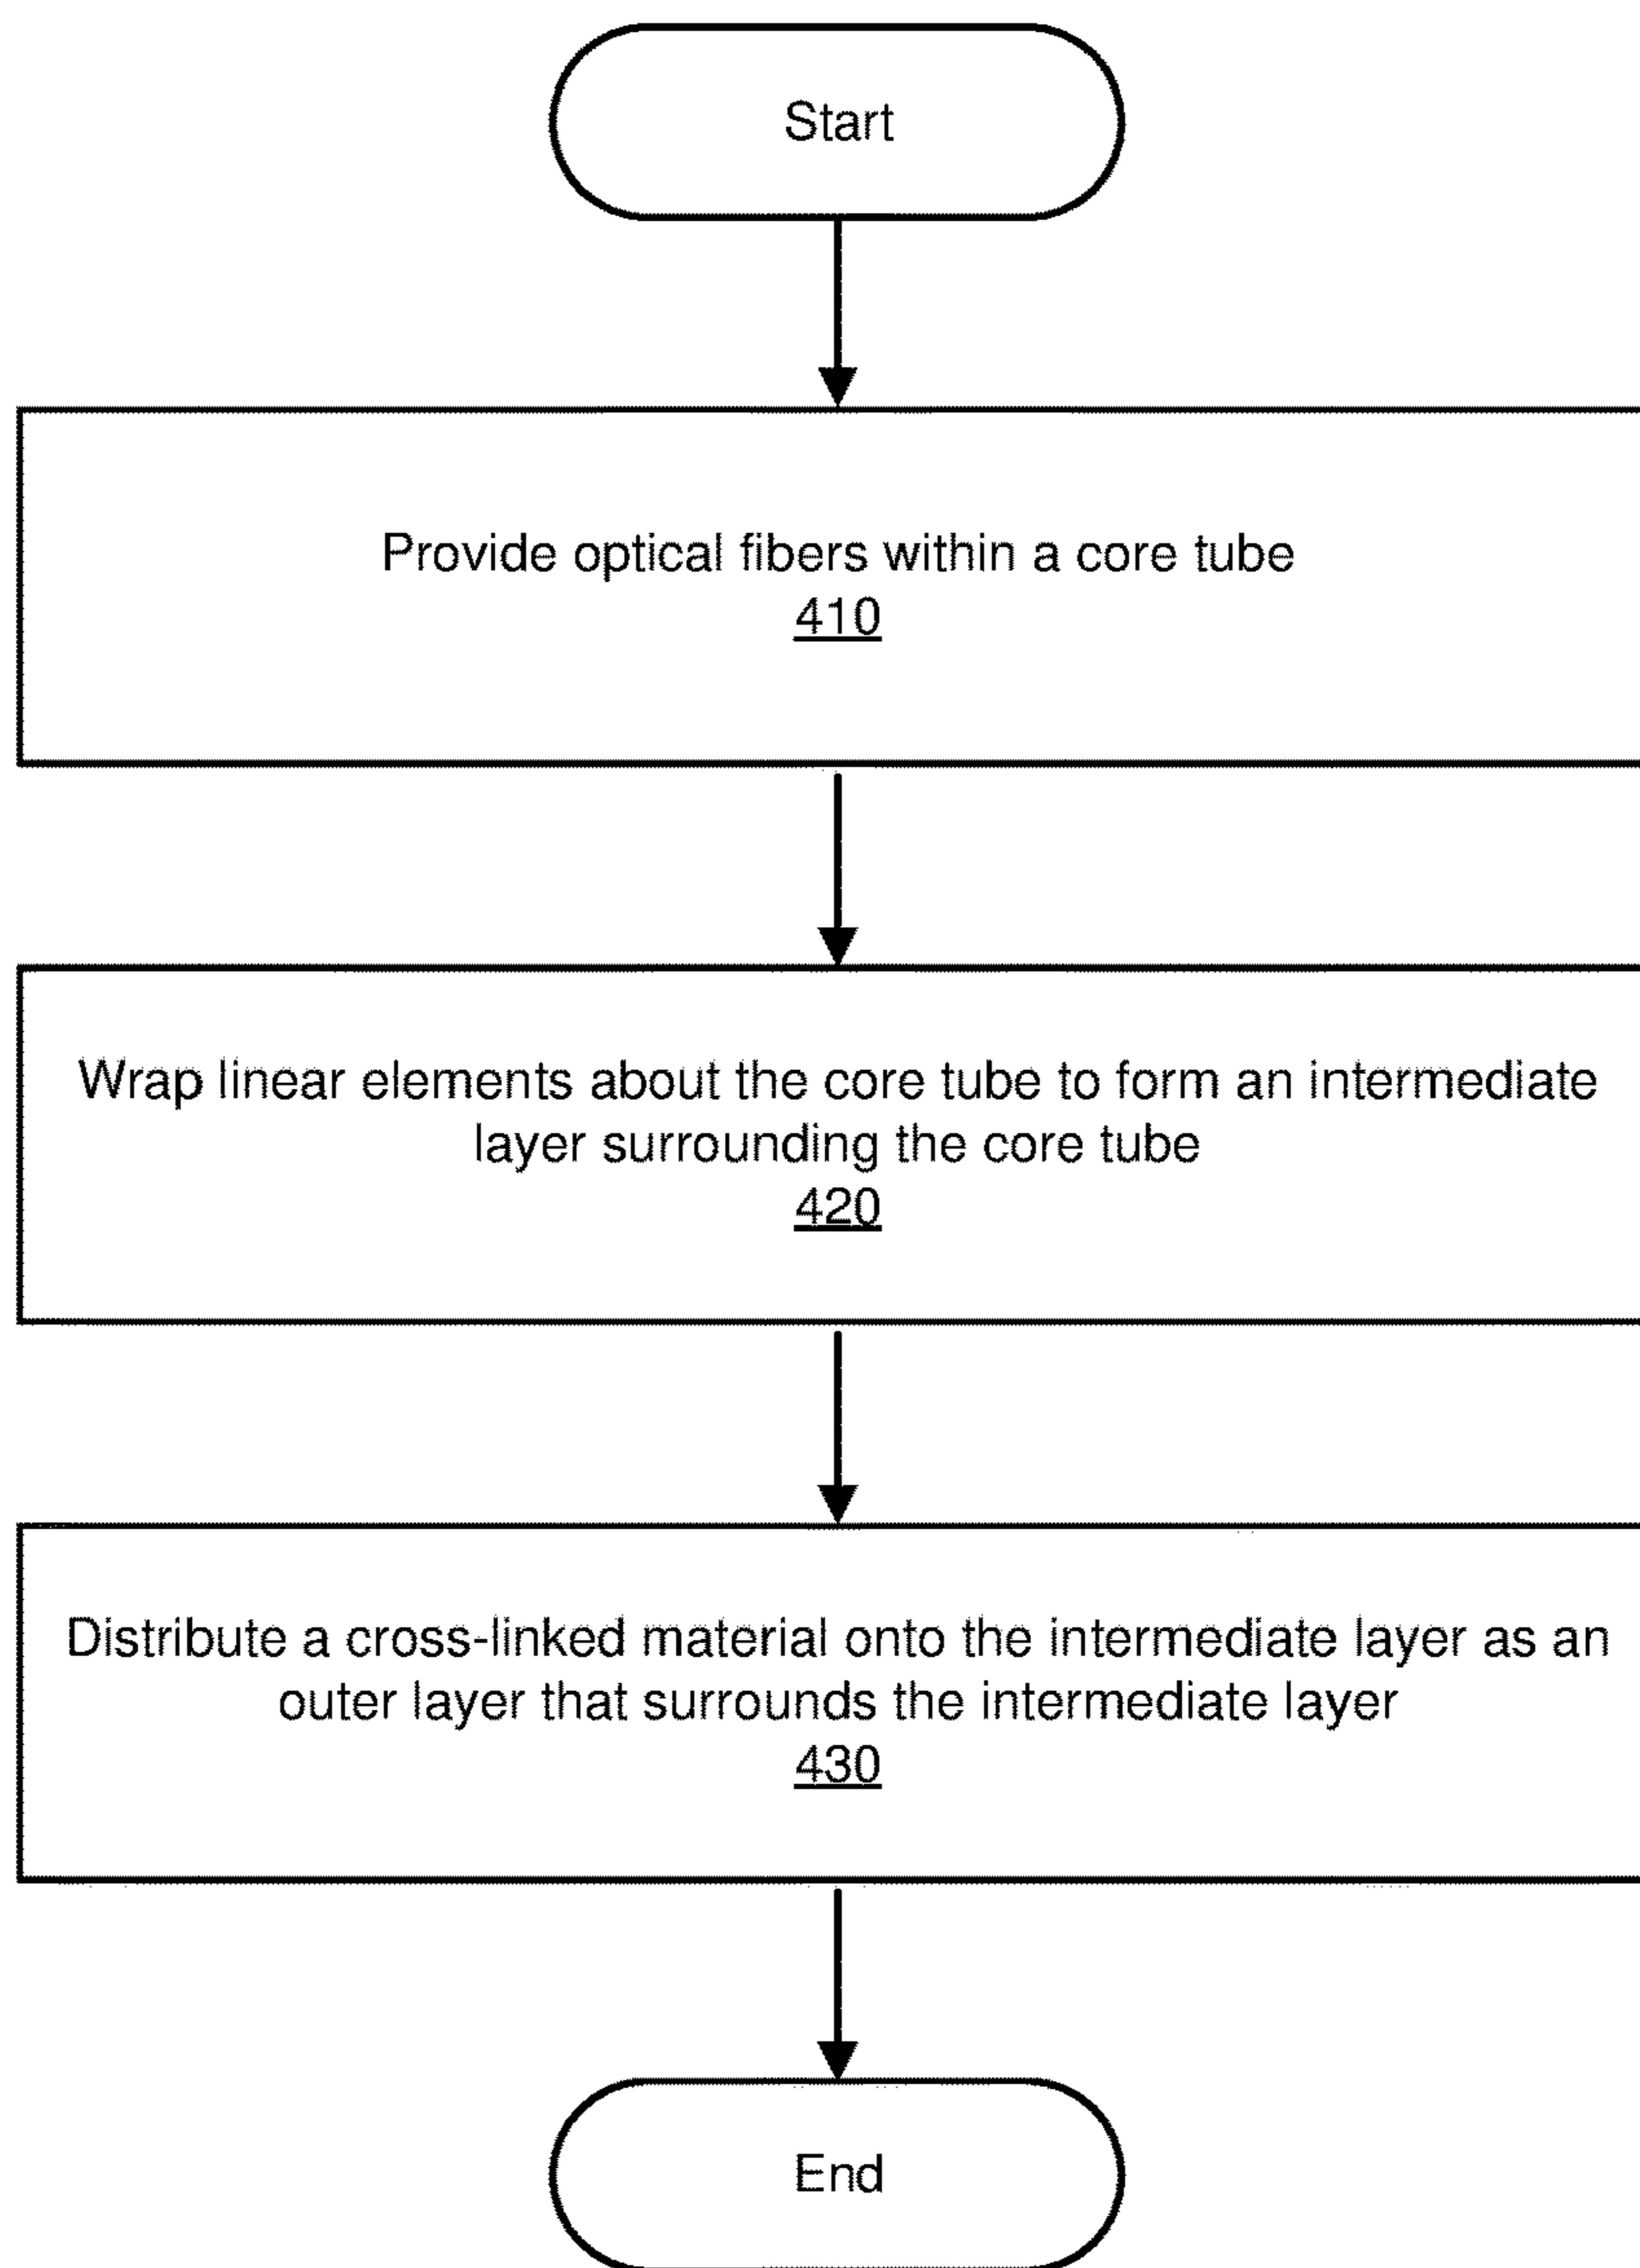 Start
Provide optical fibers within a core tube
410
Wrap linear elements about the core tube to form an intermediate
layer surrounding the core tube
420
Distribute a cross-linked material onto the intermediate layer as an
outer layer that surrounds the intermediate layer
430
End